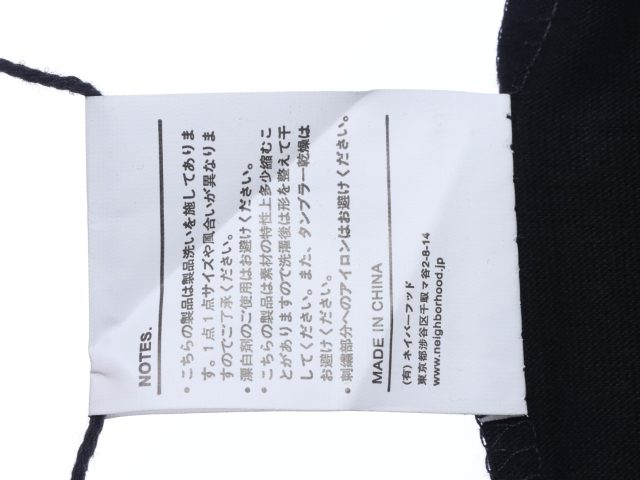 NOTES.
・こちらの製品は製品洗いを施してありま
す。1点1点サイズや風合いが異なりま
すのでご了承ください。
・漂白剤のご使用はお避けください。
・こちらの製品は素材の特性上多少縮むこ
とがありますので洗濯後は形を整えて干
してください。また、タンブラー乾燥は
お避けください。
・刺繍部分へのアイロンはお避けください。
MADE IN CHINA
(有)ネイバーフッド
東京都渋谷区千駄ヶ谷2-8-14
www.neighborhood.jp